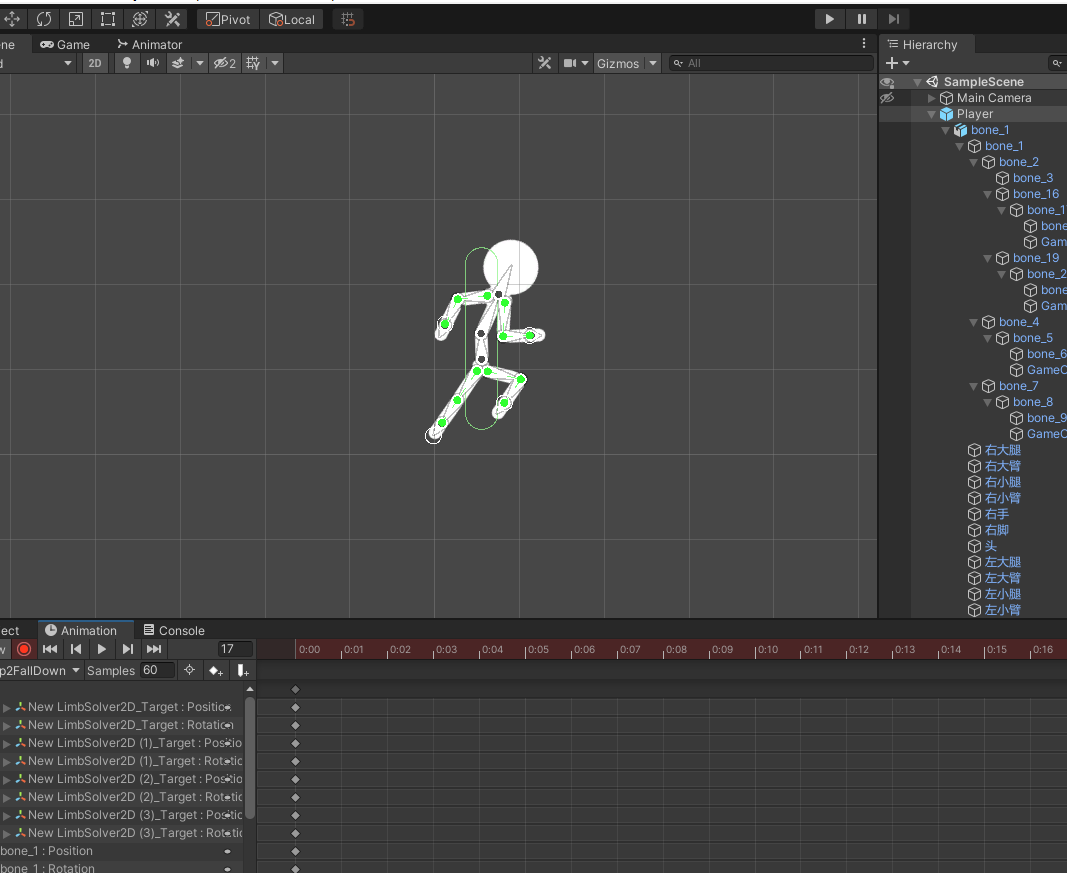 Pivot Local
ne Game Animator
2D 2 Gizmos All
Hierarchy
SampleScene
Main Camera
Player
bone_1
bone_1
bone_2
bone_3
bone_16
bone_1
bone
Gam
bone_19
bone_2
bone
Gam
bone_4
bone_5
bone_6
GameO
bone_7
bone_8
bone_9
GameO
右大腿
右大臂
右小腿
右小臂
右手
右脚
头
左大腿
左大臂
左小腿
左小臂
ect Animation Console
17 0:00 0:01 0:02 0:03 0:04 0:05 0:06 0:07 0:08 0:09 0:10 0:11 0:12 0:13 0:14 0:15 0:16
p2FallDown Samples 60
New LimbSolver2D_Target : Position
New LimbSolver2D_Target : Rotation
New LimbSolver2D (1)_Target : Positio
New LimbSolver2D (1)_Target : Rotatio
New LimbSolver2D (2)_Target : Positio
New LimbSolver2D (2)_Target : Rotatio
New LimbSolver2D (3)_Target : Positio
New LimbSolver2D (3)_Target : Rotatio
bone_1 : Position
bone_1 : Rotation